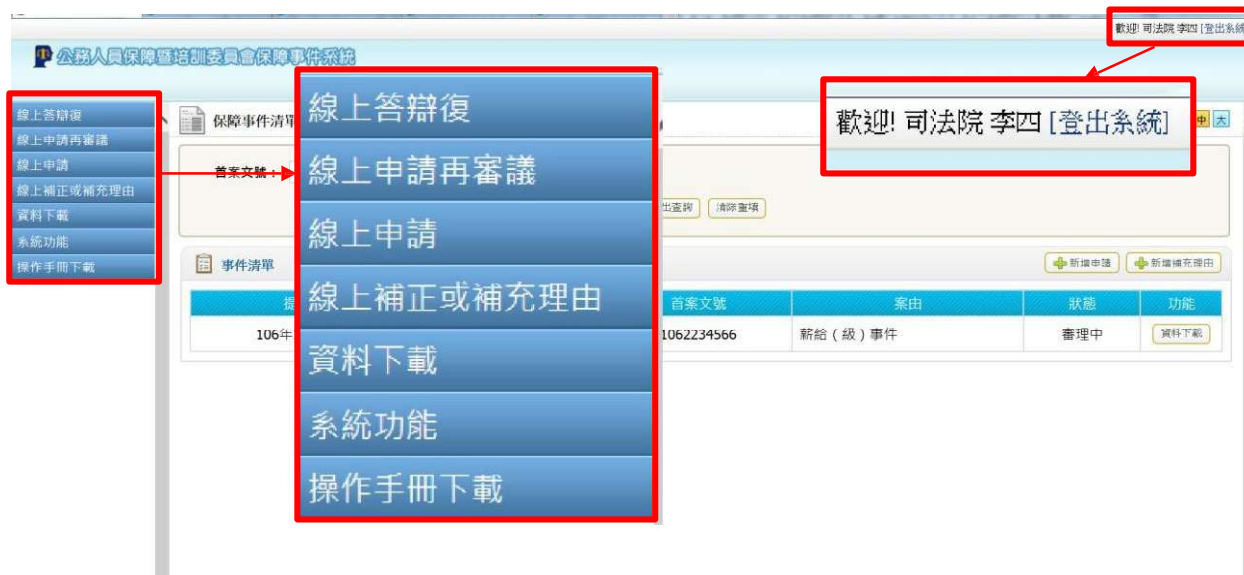 歡迎! 司法院 李四 [登出系統
公務人員保障暨培訓委員會保障事件系統
線上答辯復
線上申請再審議
線上申請
線上補正或補充理由
資料下載
系統功能
操作手冊下載
保障事件清單
中 大
首案文號：
出查詢 清除重填
事件清單
新增申請 新增補充理由
提 首案文號 案由 狀態 功能
106年 1062234566 薪給（級）事件 審理中 資料下載
線上答辯復
線上申請再審議
線上申請
線上補正或補充理由
資料下載
系統功能
操作手冊下載
歡迎! 司法院 李四 [登出系統]